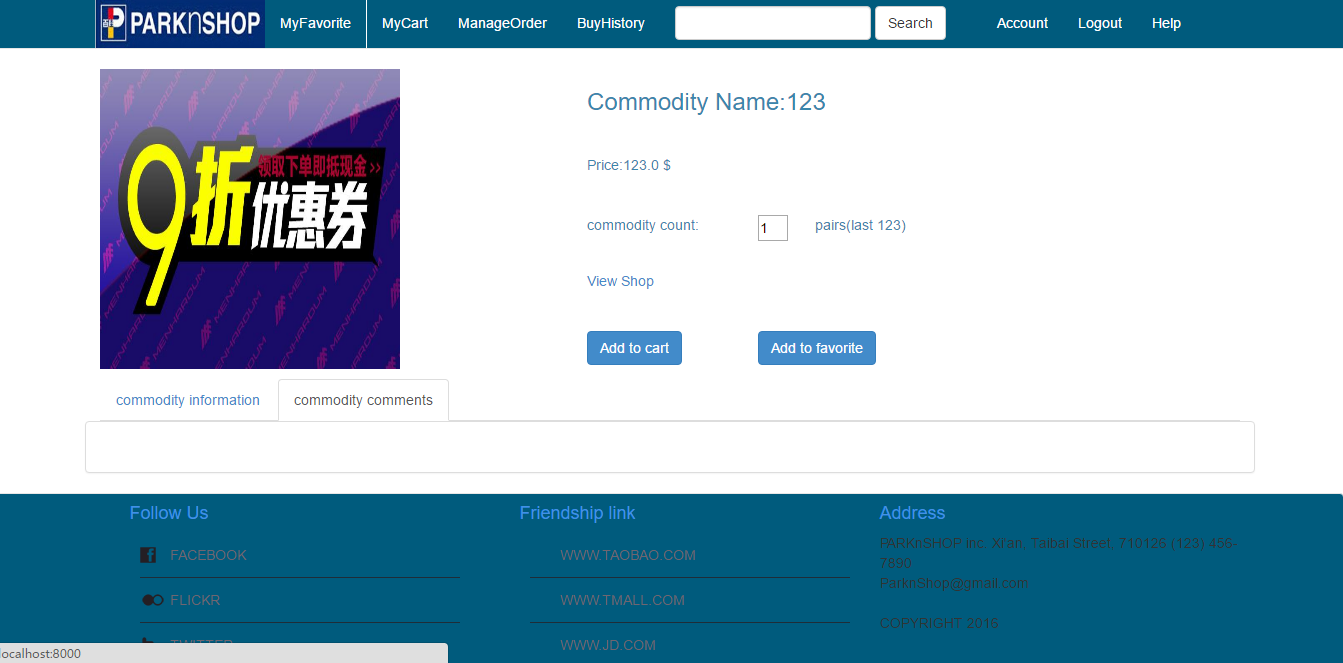 百佳 PARKNSHOP MyFavorite MyCart ManageOrder BuyHistory Search Account Logout Help
9折
领取下单即抵现金>>
优惠券
MENHARDUM
Commodity Name:123
Price:123.0 $
commodity count: 1 pairs(last 123)
View Shop
Add to cart Add to favorite
commodity information commodity comments
Follow Us
FACEBOOK
FLICKR
TWITTER
Friendship link
WWW.TAOBAO.COM
WWW.TMALL.COM
WWW.JD.COM
Address
PARKnSHOP inc. Xi'an, Taibai Street, 710126 (123) 456-
7890
ParknShop@gmail.com
COPYRIGHT 2016
localhost:8000